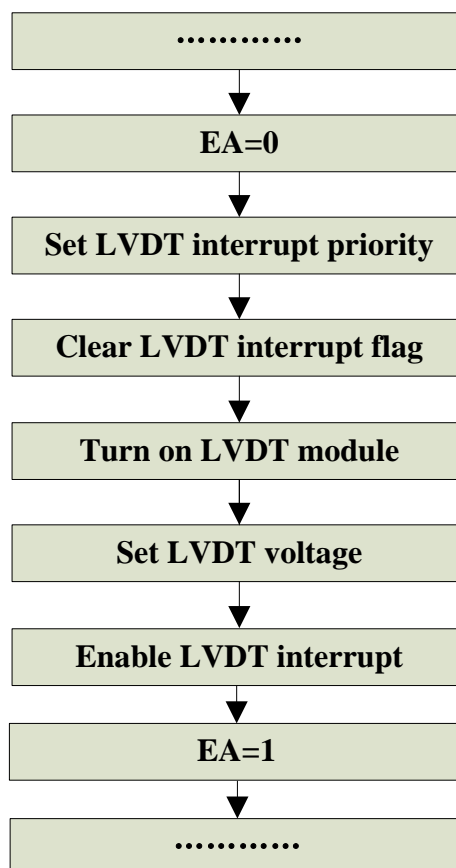 ............
EA=0
Set LVDT interrupt priority
Clear LVDT interrupt flag
Turn on LVDT module
Set LVDT voltage
Enable LVDT interrupt
EA=1
............